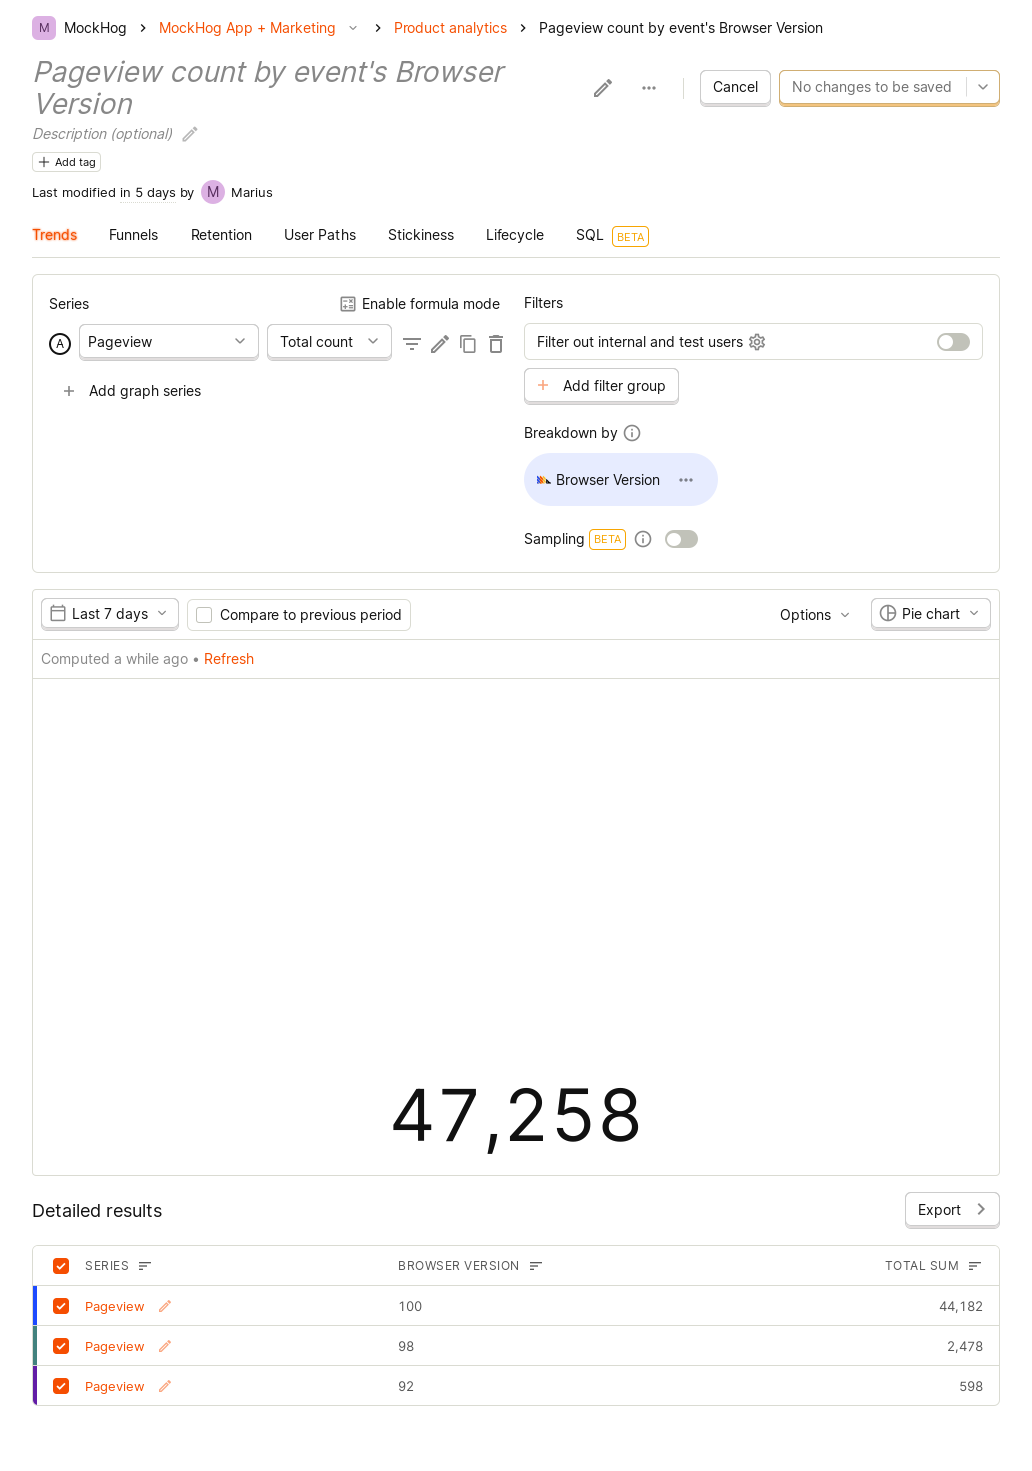 M MockHog > MockHog App + Marketing > Product analytics > Pageview count by event's Browser Version
Pageview count by event's Browser
Version
Cancel
No changes to be saved
Description (optional)
+ Add tag
Last modified in 5 days by M Marius
Trends Funnels Retention User Paths Stickiness Lifecycle SQL BETA
Series
Enable formula mode
A Pageview Total count
+ Add graph series
Filters
Filter out internal and test users
+ Add filter group
Breakdown by
Browser Version
Sampling BETA
Last 7 days Compare to previous period Options Pie chart
Computed a while ago • Refresh
47,258
Detailed results
Export
SERIES BROWSER VERSION TOTAL SUM
Pageview 100 44,182
Pageview 98 2,478
Pageview 92 598